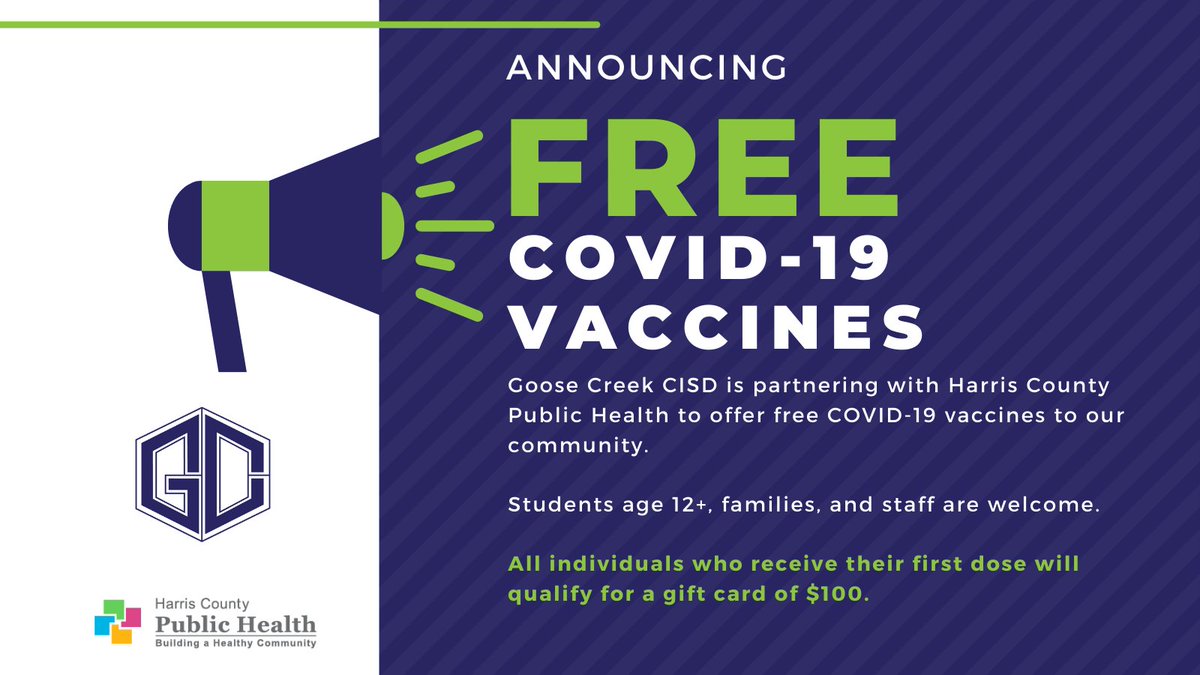 ANNOUNCING
FREE
COVID-19
VACCINES
Goose Creek CISD is partnering with Harris County
Public Health to offer free COVID-19 vaccines to our
community.
Students age 12+, families, and staff are welcome.
All individuals who receive their first dose will
qualify for a gift card of $100.
GC
Harris County
Public Health
Building a Healthy Community